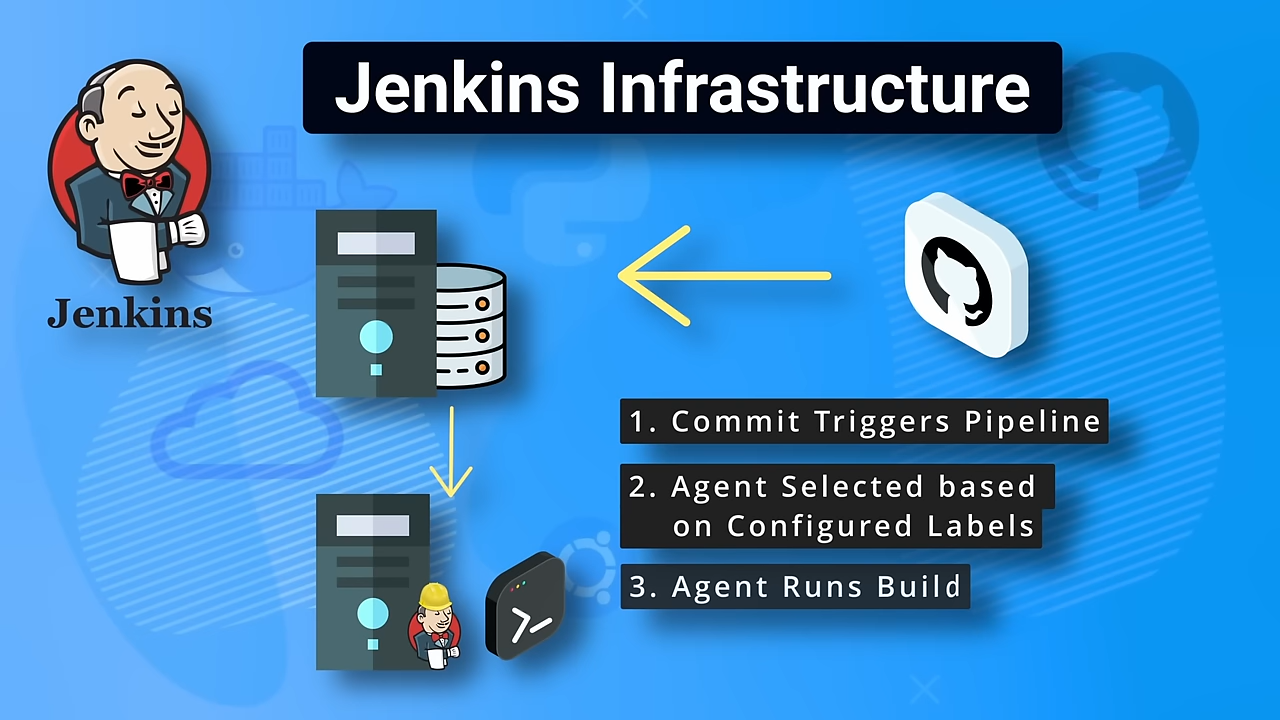 Jenkins Infrastructure
Jenkins
1. Commit Triggers Pipeline
2. Agent Selected based
on Configured Labels
3. Agent Runs Build